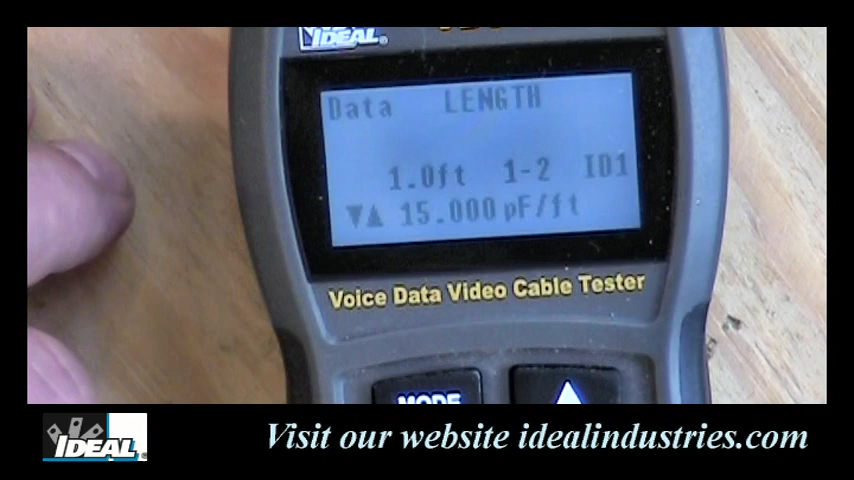 IDEAL®
Data LENGTH
1.0ft 1-2 ID1
▼▲ 15.000 pF/ft
Voice Data Video Cable Tester
MODE
IDEAL®
Visit our website idealindustries.com